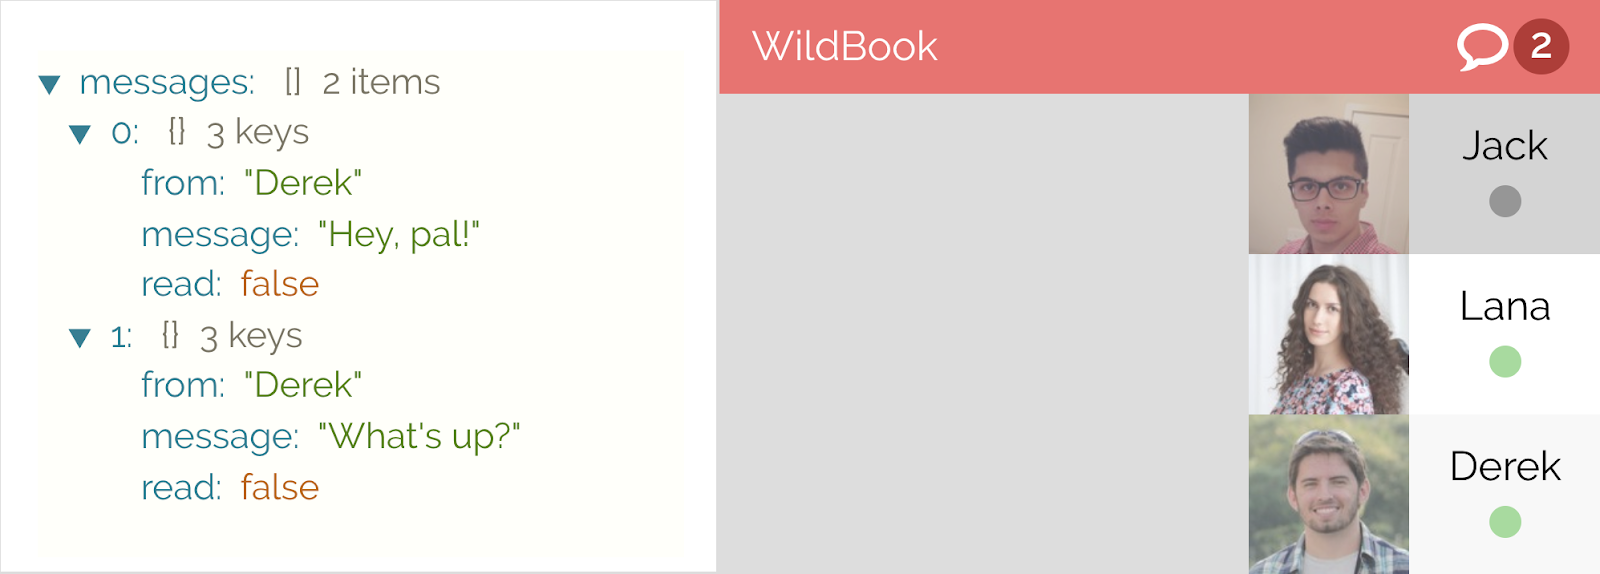 messages: [] 2 items
0: {} 3 keys
from: "Derek"
message: "Hey, pal!"
read: false
1: {} 3 keys
from: "Derek"
message: "What's up?"
read: false
WildBook 2
Jack
Lana
Derek